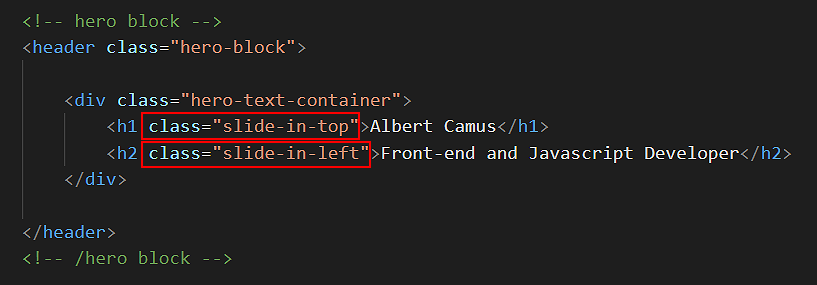 <!-- hero block -->
<header class="hero-block">
<div class="hero-text-container">
<h1 class="slide-in-top">Albert Camus</h1>
<h2 class="slide-in-left">Front-end and Javascript Developer</h2>
</div>
</header>
<!-- /hero block -->